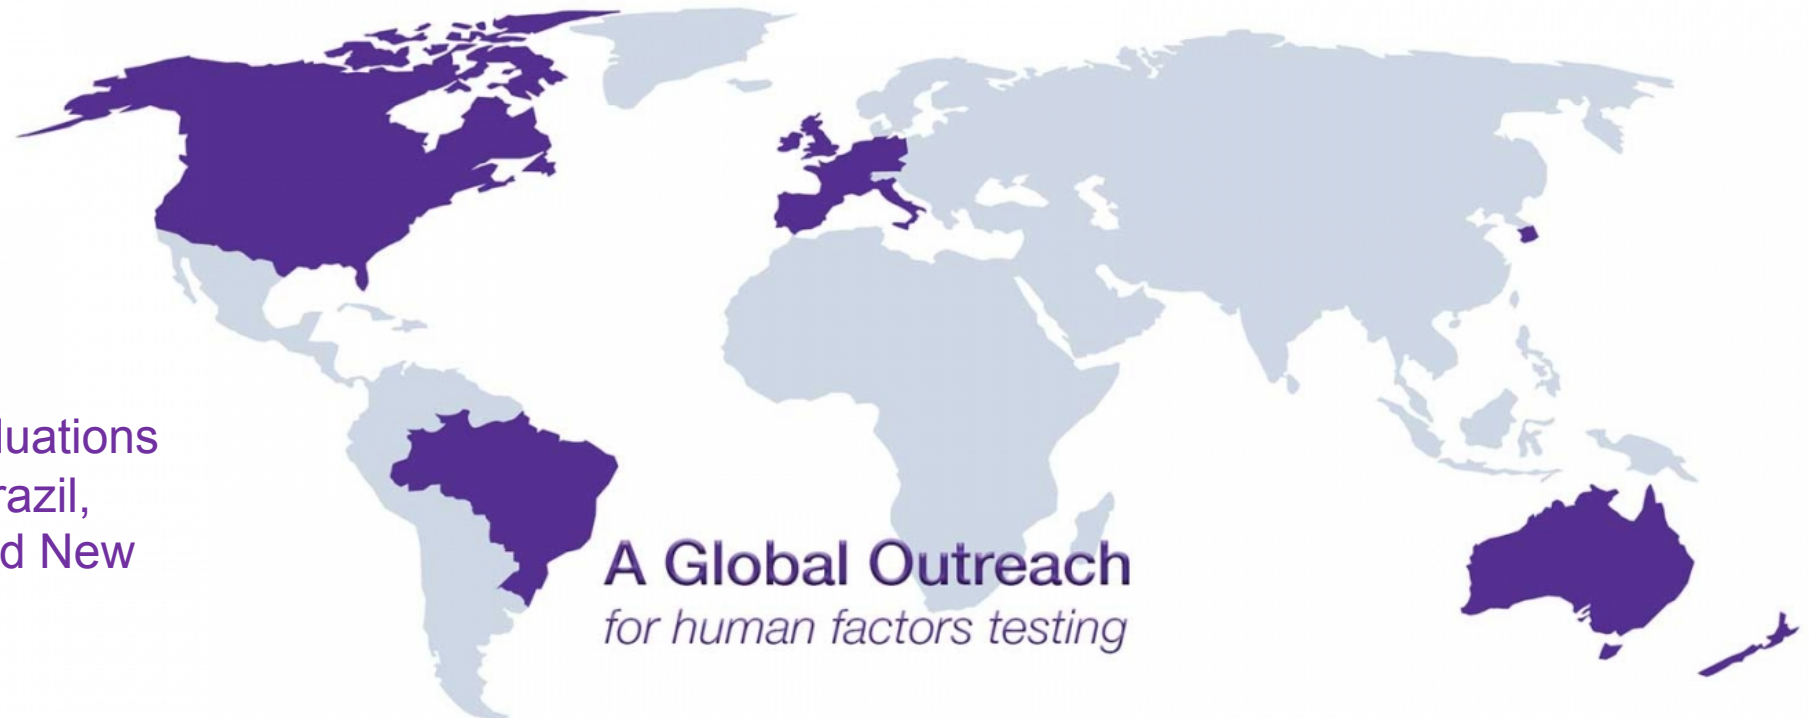 luations
razil,
d New
A Global Outreach
for human factors testing